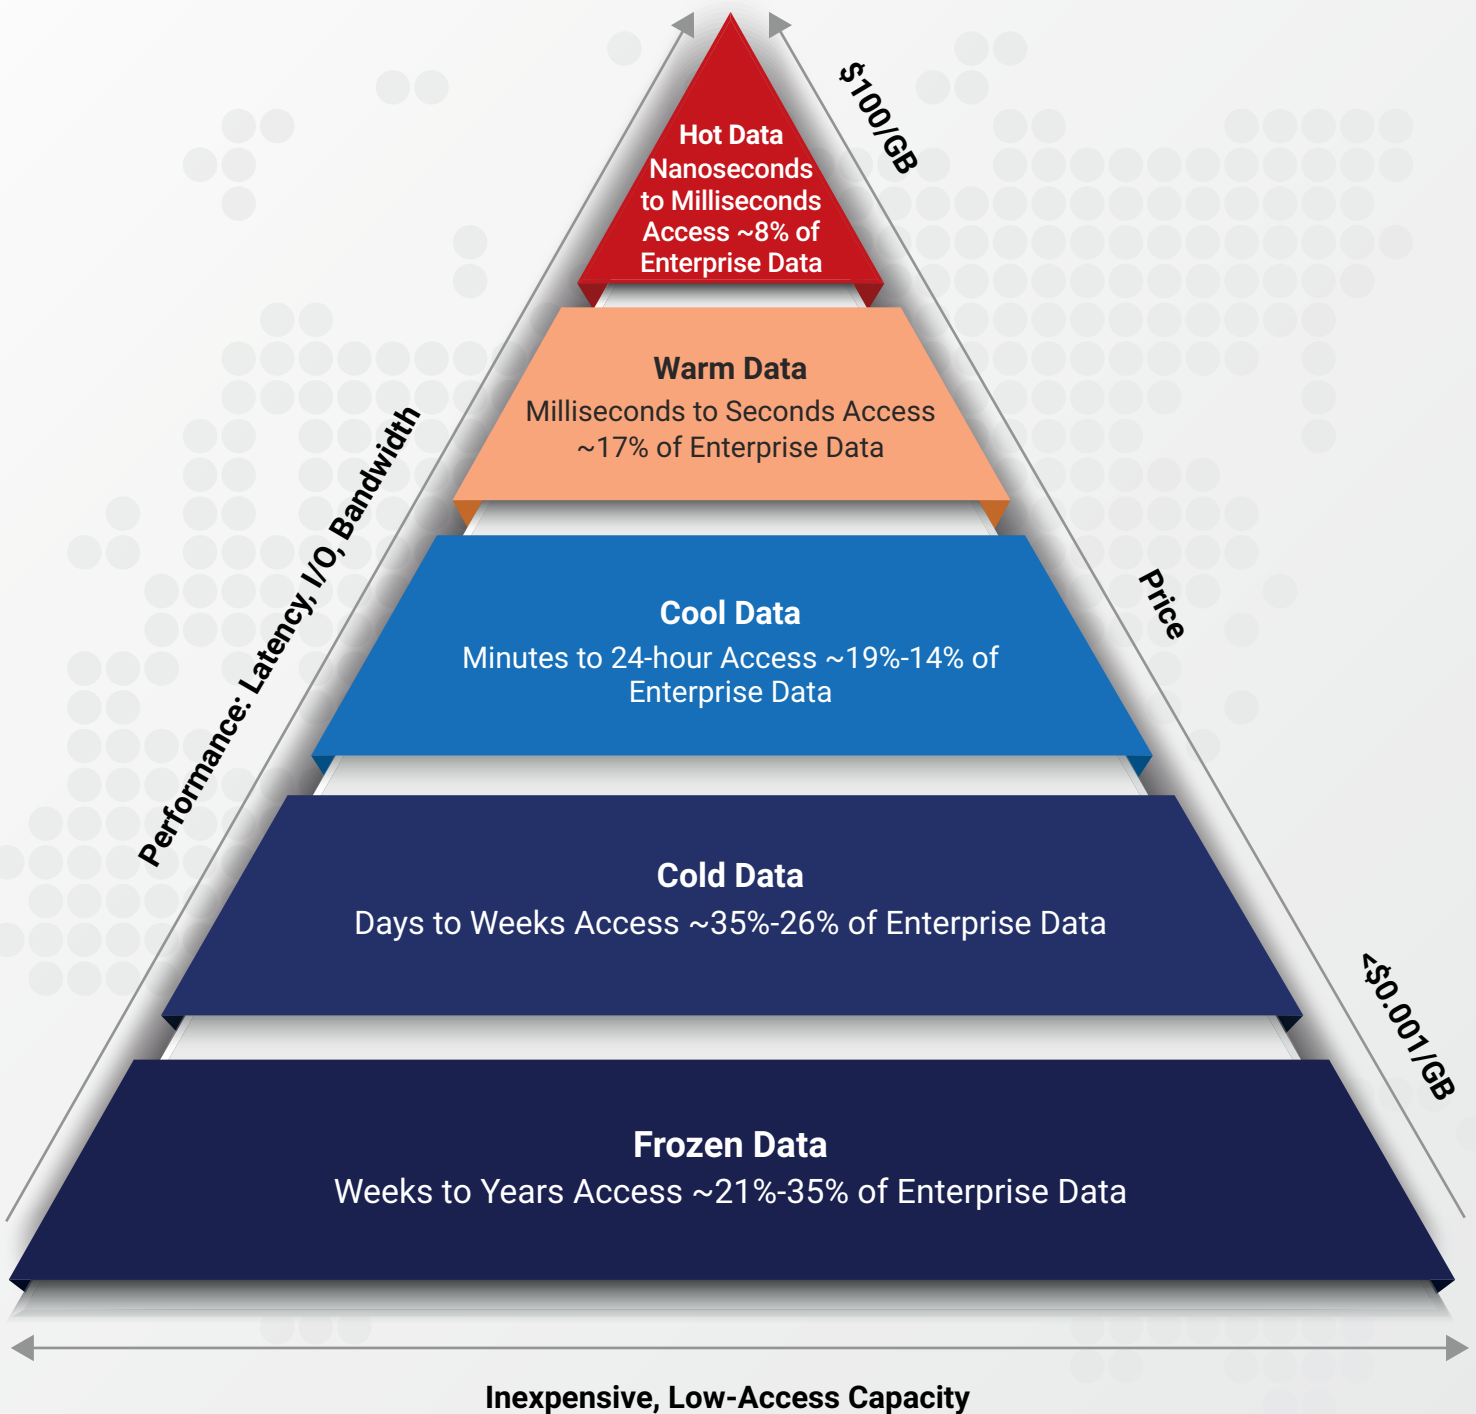 $100/GB
Hot Data
Nanoseconds
to Milliseconds
Access ~8% of
Enterprise Data
Warm Data
Milliseconds to Seconds Access
~17% of Enterprise Data
Performance: Latency, I/O, Bandwidth
Price
Cool Data
Minutes to 24-hour Access ~19%-14% of
Enterprise Data
Cold Data
Days to Weeks Access ~35%-26% of Enterprise Data
<$0.001/GB
Frozen Data
Weeks to Years Access ~21%-35% of Enterprise Data
Inexpensive, Low-Access Capacity